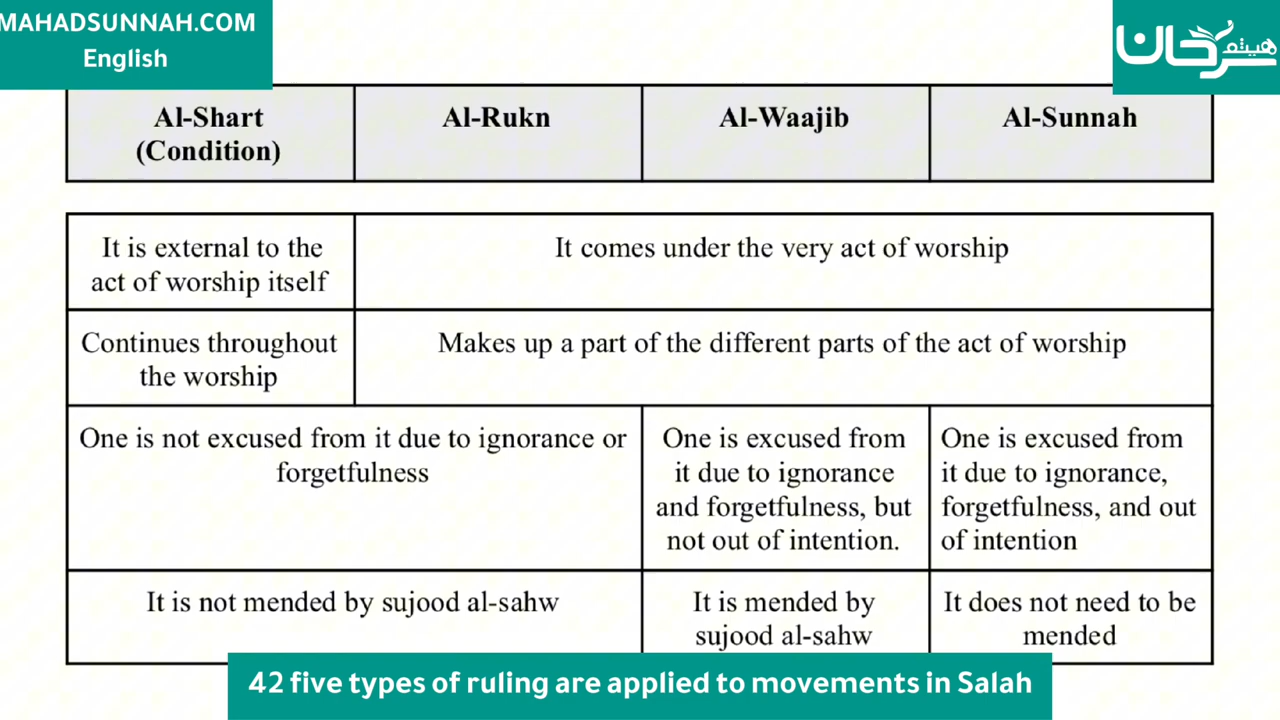 MAHADSUNNAH.COM
English
هيثم
سرحان
Al-Shart
(Condition)
Al-Rukn
Al-Waajib
Al-Sunnah
It is external to the
act of worship itself
It comes under the very act of worship
Continues throughout
the worship
Makes up a part of the different parts of the act of worship
One is not excused from it due to ignorance or
forgetfulness
One is excused from
it due to ignorance
and forgetfulness, but
not out of intention.
One is excused from
it due to ignorance,
forgetfulness, and out
of intention
It is not mended by sujood al-sahw
It is mended by
sujood al-sahw
It does not need to be
mended
42 five types of ruling are applied to movements in Salah